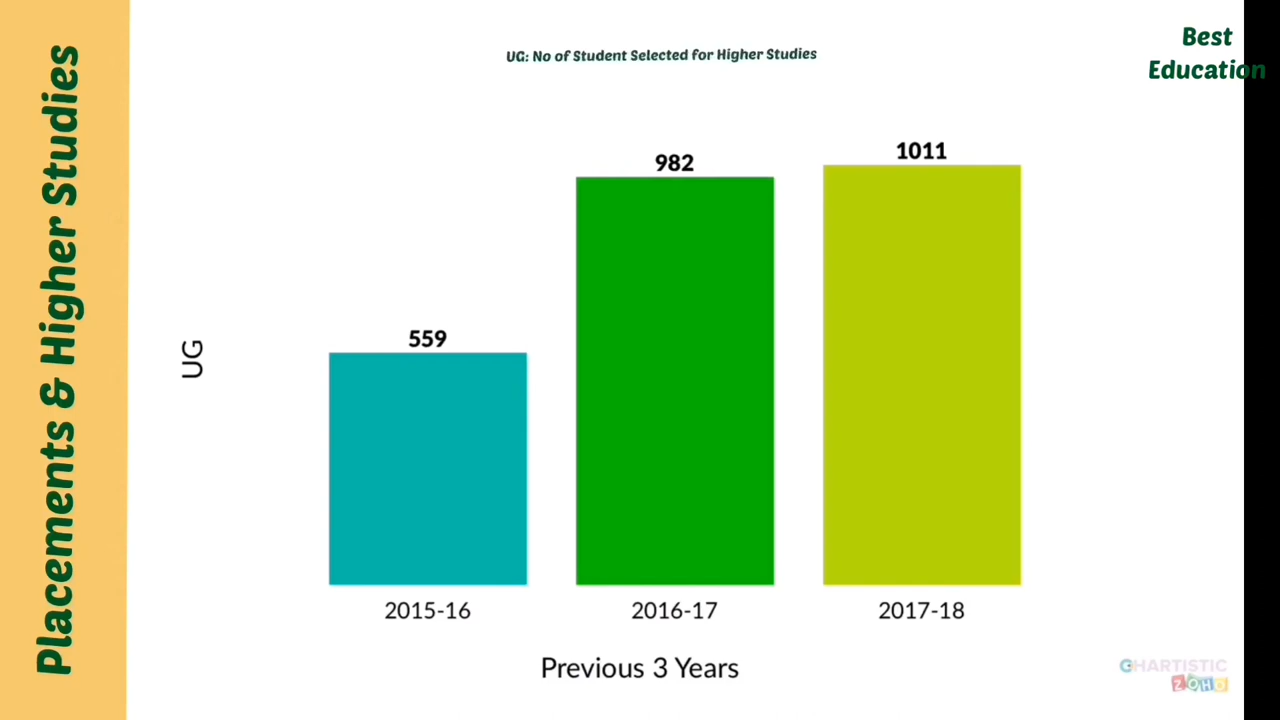 Placements & Higher Studies
UG: No of Student Selected for Higher Studies
Best
Education
UG
559
982
1011
2015-16
2016-17
2017-18
Previous 3 Years
CHARTISTIC
ZOHO